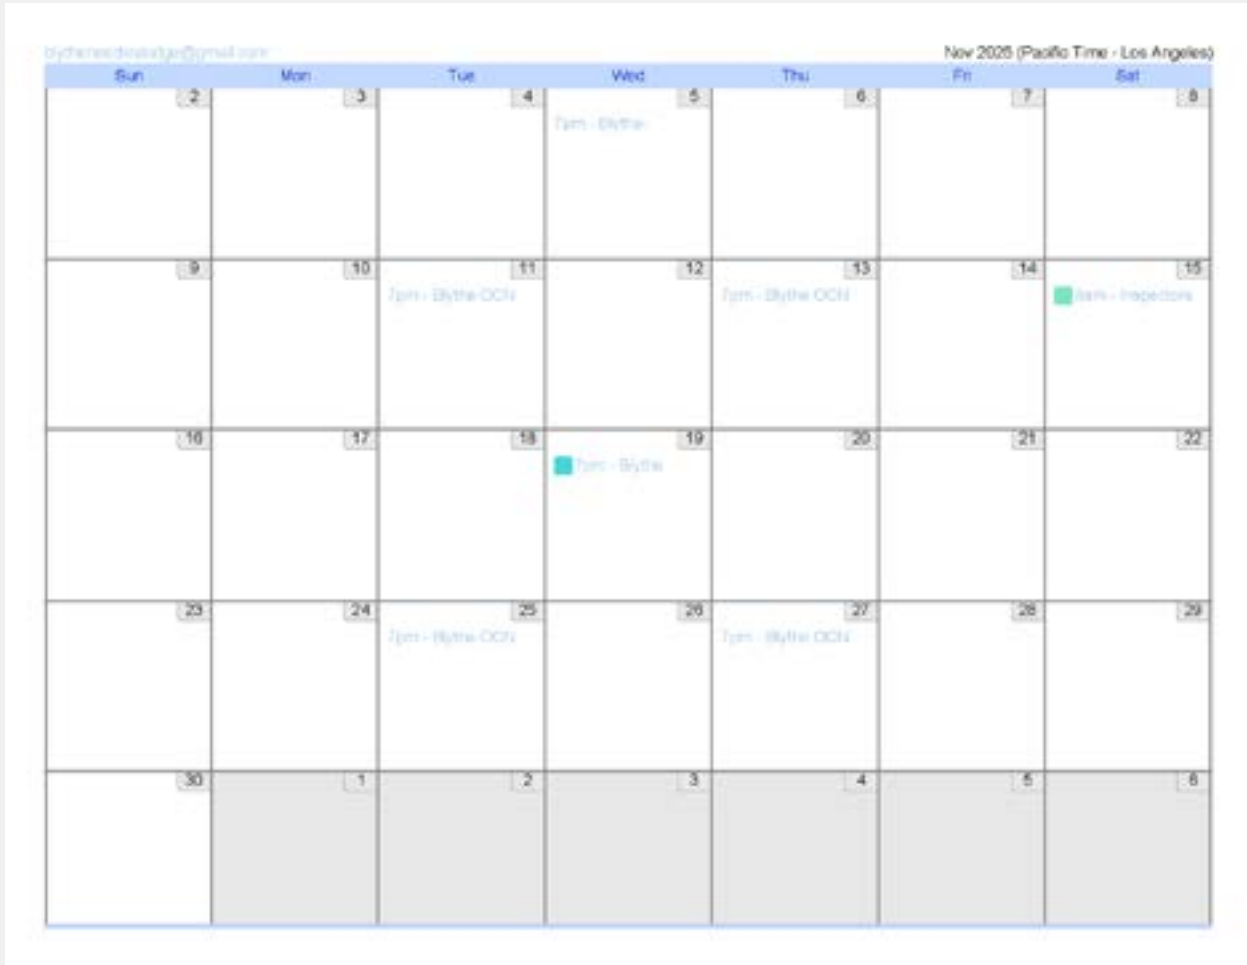 Nov 2025 (Pacific Time - Los Angeles)
Sun Mon Tue Wed Thu Fri Sat
2 3 4 5 6 7 8
7pm - Blythe
9 10 11 12 13 14 15
7pm - Blythe OCN 7pm - Blythe OCN - Inspectors
16 17 18 19 20 21 22
7pm - Blythe
23 24 25 26 27 28 29
7pm - Blythe OCN 7pm - Blythe OCN
30 1 2 3 4 5 6